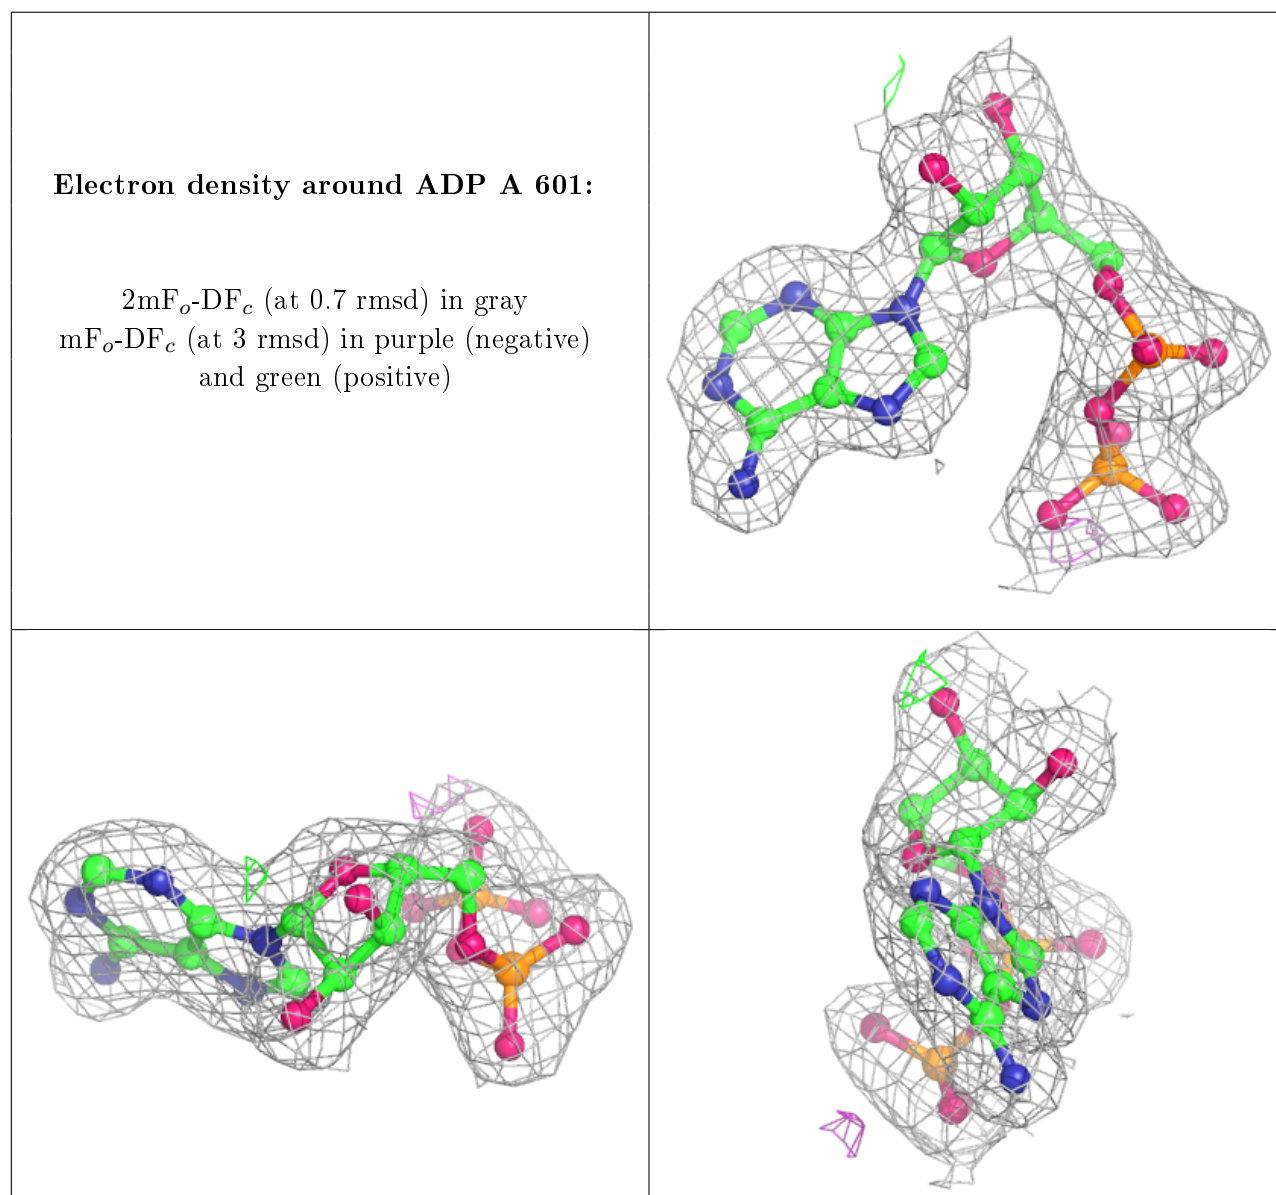 Electron density around ADP A 601:
2mFₒ-DF𝒸 (at 0.7 rmsd) in gray
mFₒ-DF𝒸 (at 3 rmsd) in purple (negative)
and green (positive)